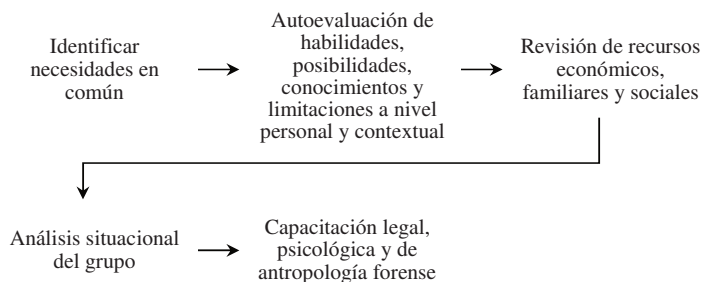 Identificar
necesidades en
común
Autoevaluación de
habilidades,
posibilidades,
conocimientos y
limitaciones a nivel
personal y contextual
Revisión de recursos
económicos,
familiares y sociales
Análisis situacional
del grupo
Capacitación legal,
psicológica y de
antropología forense